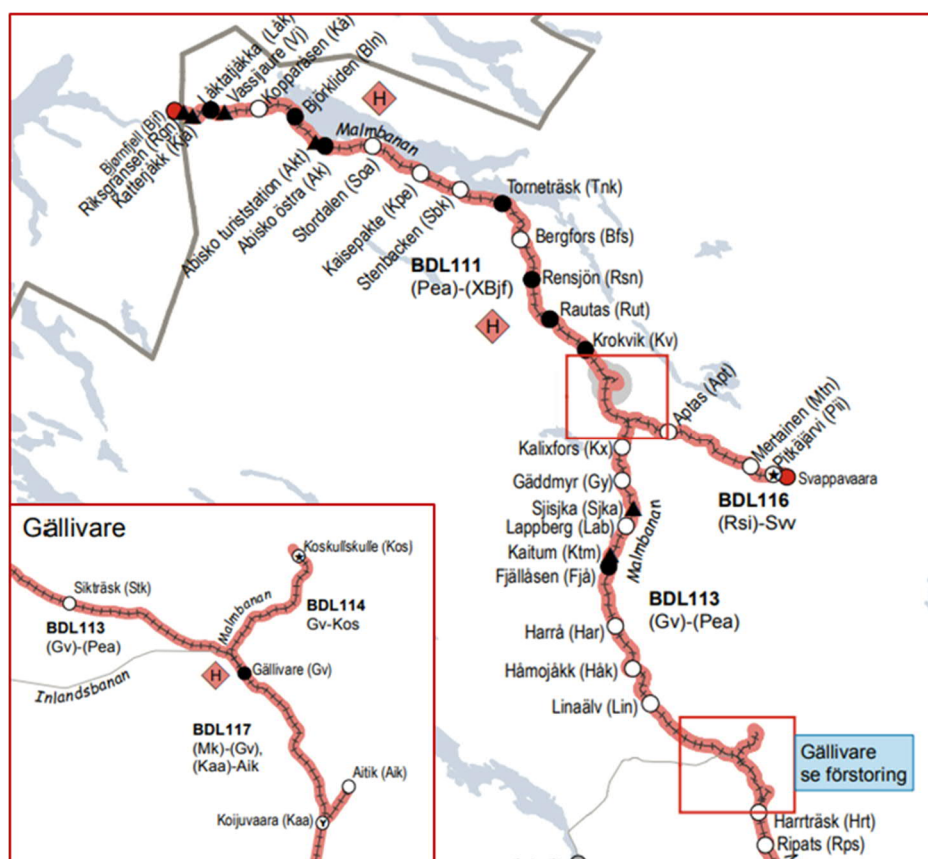 Bjørnfjell (Bjf)
Riksgränsen (Rgn)
Katterjåkk (Kjå)
Låktatjåkka (Låk)
Vassijaure (Vj)
Kopparåsen (Kå)
Björkliden (Bln)
H
Malmbanan
Abisko turiststation (Akt)
Abisko östra (Ak)
Stordalen (Soa)
Kaisepakte (Kpe)
Stenbacken (Sbk)
Torneträsk (Tnk)
Bergfors (Bfs)
BDL111
(Pea)-(XBjf)
Rensjön (Rsn)
Rautas (Rut)
H
Krokvik (Kv)
Aptas (Apt)
Mertainen (Mtn)
Pitkäjärvi (Pii)
Svappavaara
BDL116
(Rsi)-Svv
Kalixfors (Kx)
Gäddmyr (Gy)
Sjisjka (Sjka)
Lappberg (Lab)
Kaitum (Ktm)
Fjällåsen (Fjå)
Malmbanan
BDL113
(Gv)-(Pea)
Harrå (Har)
Håmojåkk (Håk)
Linaälv (Lin)
Gällivare
se förstoring
Harrträsk (Hrt)
Ripats (Rps)
Gällivare
Koskullskulle (Kos)
Sikträsk (Stk)
Malmbanan
BDL114
Gv-Kos
BDL113
(Gv)-(Pea)
Inlandsbanan
H
Gällivare (Gv)
BDL117
(Mk)-(Gv),
(Kaa)-Aik
Aitik (Aik)
Koijuvaara (Kaa)